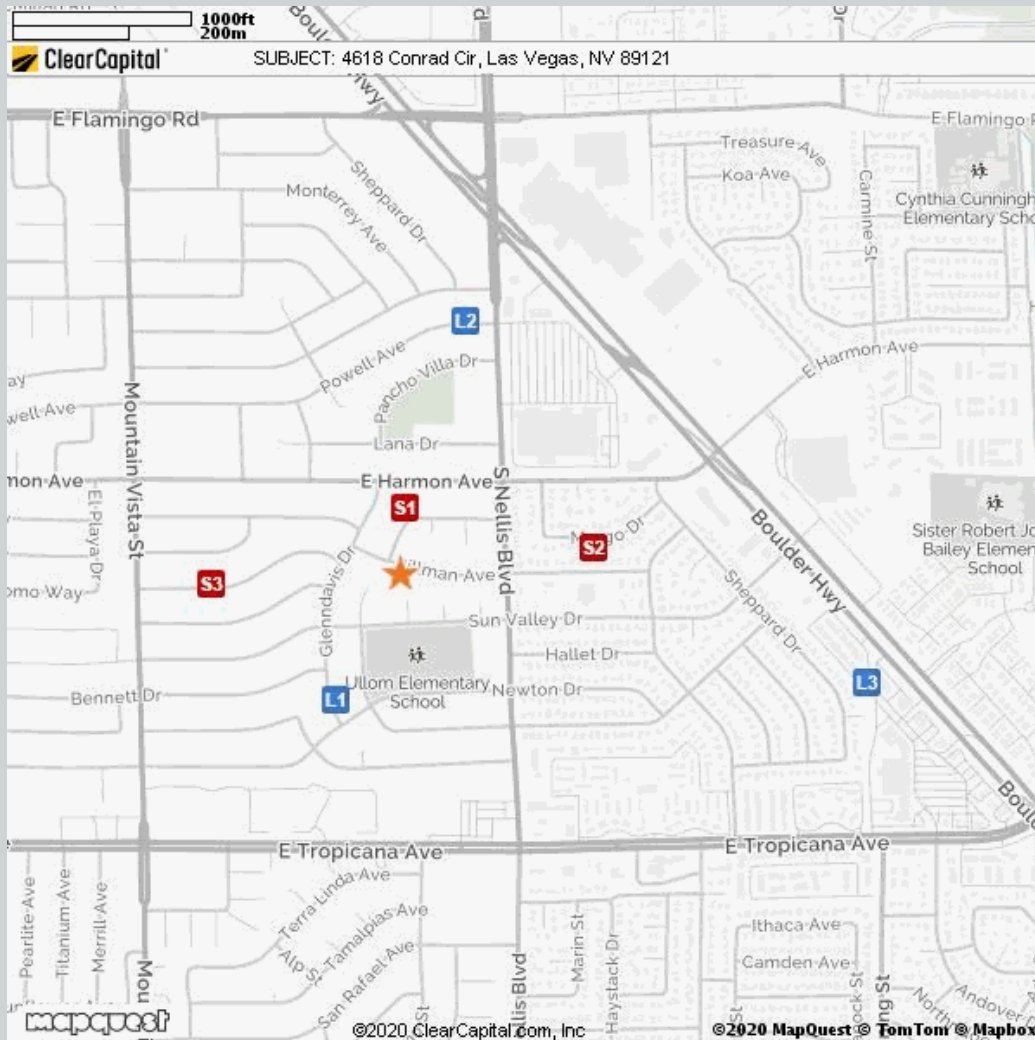 1000ft
200m
ClearCapital
SUBJECT: 4618 Conrad Cir, Las Vegas, NV 89121
Hwy
E Flamingo Rd
E Flamingo
Treasure Ave
Koa Ave
Carmine St
Cynthia Cunningh
Elementary Scho
Sheppard Dr
Monterrey Ave
L2
Powell Ave
Pancho Villa Dr
E Harmon Ave
well Ave
Mountain Vista St
Lana Dr
mon Ave
E Harmon Ave
S Nellis Blvd
S1
El Playa Dr
S2
Sister Robert Jo
Bailey Elemen
School
Boulder Hwy
S3
Glenndavis Dr
llman Ave
omo Way
Sheppard Dr
Sun Valley Dr
Hallet Dr
Ullom Elementary
School
L1
L3
Bennett Dr
Newton Dr
E Tropicana Ave
E Tropicana Ave
Pearlite Ave
Titanium Ave
Merrill Ave
Terra Linda Ave
Alp St
Tamalpias Ave
San Rafael Ave
Marin St
Haystack Dr
Ithaca Ave
Camden Ave
Andover
mapquest
©2020 ClearCapital.com, Inc
©2020 MapQuest © TomTom © Mapbox